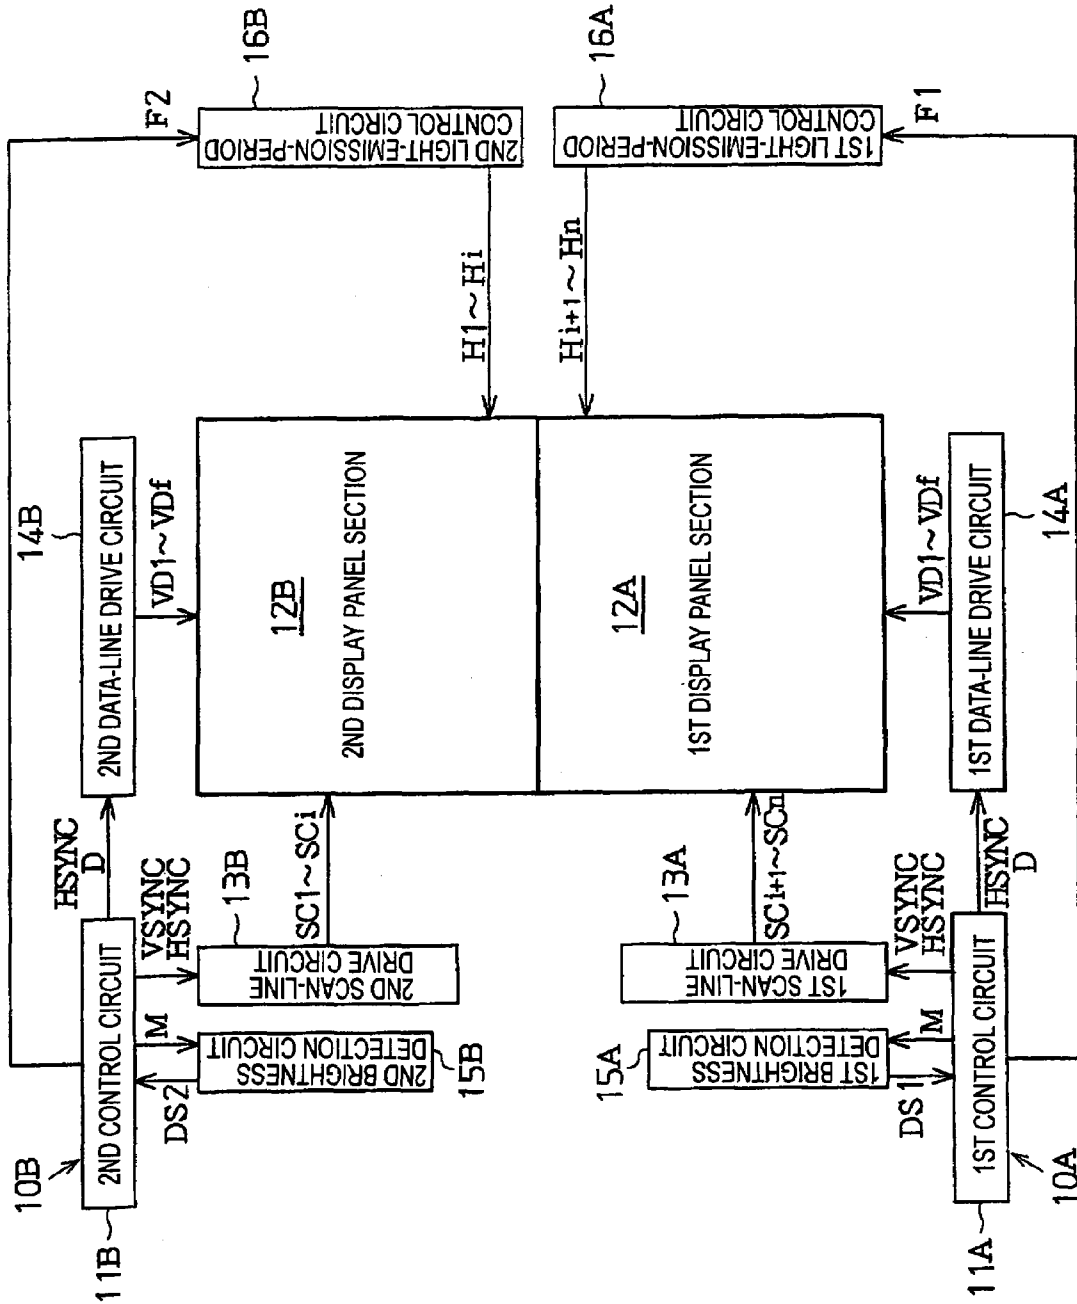 10B
11B
2ND CONTROL CIRCUIT
HSYNC
D
2ND DATA-LINE DRIVE CIRCUIT
14B
DS2
M
VSYNC
HSYNC
VD1~VDf
F2
2ND BRIGHTNESS
DETECTION CIRCUIT
15B
2ND SCAN-LINE
DRIVE CIRCUIT
13B
SC1~SCi
12B
2ND DISPLAY PANEL SECTION
H1~Hi
2ND LIGHT-EMISSION-PERIOD
CONTROL CIRCUIT
16B
12A
1ST DISPLAY PANEL SECTION
Hi+1~Hn
1ST LIGHT-EMISSION-PERIOD
CONTROL CIRCUIT
16A
15A
1ST BRIGHTNESS
DETECTION CIRCUIT
13A
1ST SCAN-LINE
DRIVE CIRCUIT
SCi+1~SCn
DS1
M
VSYNC
HSYNC
VD1~VDf
F1
11A
1ST CONTROL CIRCUIT
10A
HSYNC
D
1ST DATA-LINE DRIVE CIRCUIT
14A